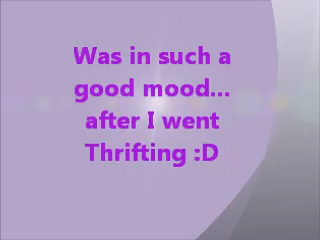 Was in such a
good mood...
after I went
Thrifting :D